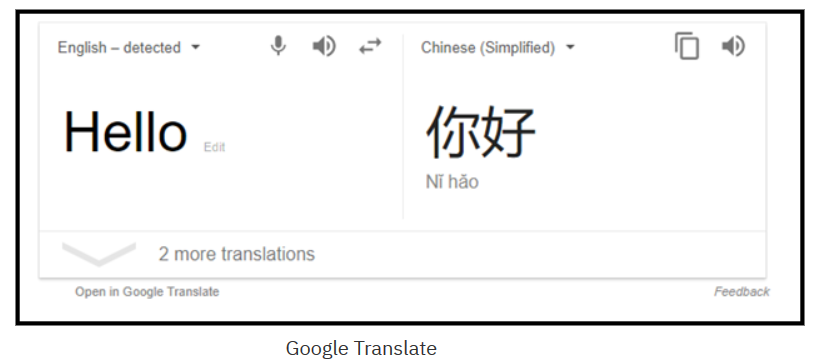 English – detected
Chinese (Simplified)
Hello Edit
你好
Nǐ hǎo
2 more translations
Open in Google Translate
Feedback
Google Translate